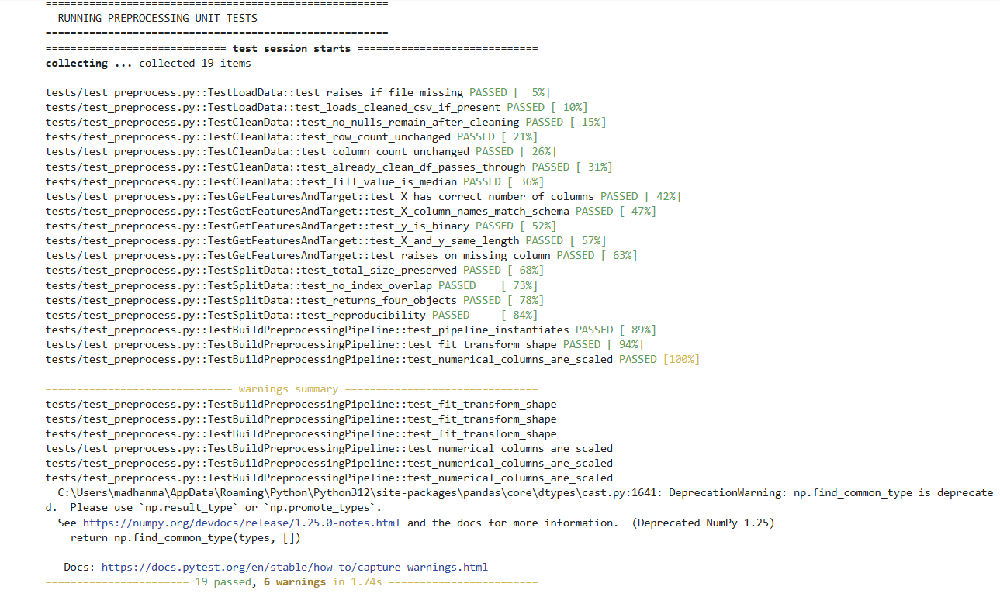 =======================================================
  RUNNING PREPROCESSING UNIT TESTS
=======================================================
============================= test session starts =============================
collecting ... collected 19 items

tests/test_preprocess.py::TestLoadData::test_raises_if_file_missing PASSED [  5%]
tests/test_preprocess.py::TestLoadData::test_loads_cleaned_csv_if_present PASSED [ 10%]
tests/test_preprocess.py::TestCleanData::test_no_nulls_remain_after_cleaning PASSED [ 15%]
tests/test_preprocess.py::TestCleanData::test_row_count_unchanged PASSED [ 21%]
tests/test_preprocess.py::TestCleanData::test_column_count_unchanged PASSED [ 26%]
tests/test_preprocess.py::TestCleanData::test_already_clean_df_passes_through PASSED [ 31%]
tests/test_preprocess.py::TestCleanData::test_fill_value_is_median PASSED [ 36%]
tests/test_preprocess.py::TestGetFeaturesAndTarget::test_X_has_correct_number_of_columns PASSED [ 42%]
tests/test_preprocess.py::TestGetFeaturesAndTarget::test_X_column_names_match_schema PASSED [ 47%]
tests/test_preprocess.py::TestGetFeaturesAndTarget::test_y_is_binary PASSED [ 52%]
tests/test_preprocess.py::TestGetFeaturesAndTarget::test_X_and_y_same_length PASSED [ 57%]
tests/test_preprocess.py::TestGetFeaturesAndTarget::test_raises_on_missing_column PASSED [ 63%]
tests/test_preprocess.py::TestSplitData::test_total_size_preserved PASSED [ 68%]
tests/test_preprocess.py::TestSplitData::test_no_index_overlap PASSED    [ 73%]
tests/test_preprocess.py::TestSplitData::test_returns_four_objects PASSED [ 78%]
tests/test_preprocess.py::TestSplitData::test_reproducibility PASSED     [ 84%]
tests/test_preprocess.py::TestBuildPreprocessingPipeline::test_pipeline_instantiates PASSED [ 89%]
tests/test_preprocess.py::TestBuildPreprocessingPipeline::test_fit_transform_shape PASSED [ 94%]
tests/test_preprocess.py::TestBuildPreprocessingPipeline::test_numerical_columns_are_scaled PASSED [100%]

============================== warnings summary ===============================
tests/test_preprocess.py::TestBuildPreprocessingPipeline::test_fit_transform_shape
tests/test_preprocess.py::TestBuildPreprocessingPipeline::test_fit_transform_shape
tests/test_preprocess.py::TestBuildPreprocessingPipeline::test_fit_transform_shape
tests/test_preprocess.py::TestBuildPreprocessingPipeline::test_numerical_columns_are_scaled
tests/test_preprocess.py::TestBuildPreprocessingPipeline::test_numerical_columns_are_scaled
tests/test_preprocess.py::TestBuildPreprocessingPipeline::test_numerical_columns_are_scaled
  C:\Users\madhanma\AppData\Roaming\Python\Python312\site-packages\pandas\core\dtypes\cast.py:1641: DeprecationWarning: np.find_common_type is deprecate
d.  Please use `np.result_type` or `np.promote_types`.
  See https://numpy.org/devdocs/release/1.25.0-notes.html and the docs for more information.  (Deprecated NumPy 1.25)
    return np.find_common_type(types, [])

-- Docs: https://docs.pytest.org/en/stable/how-to/capture-warnings.html
======================= 19 passed, 6 warnings in 1.74s ========================